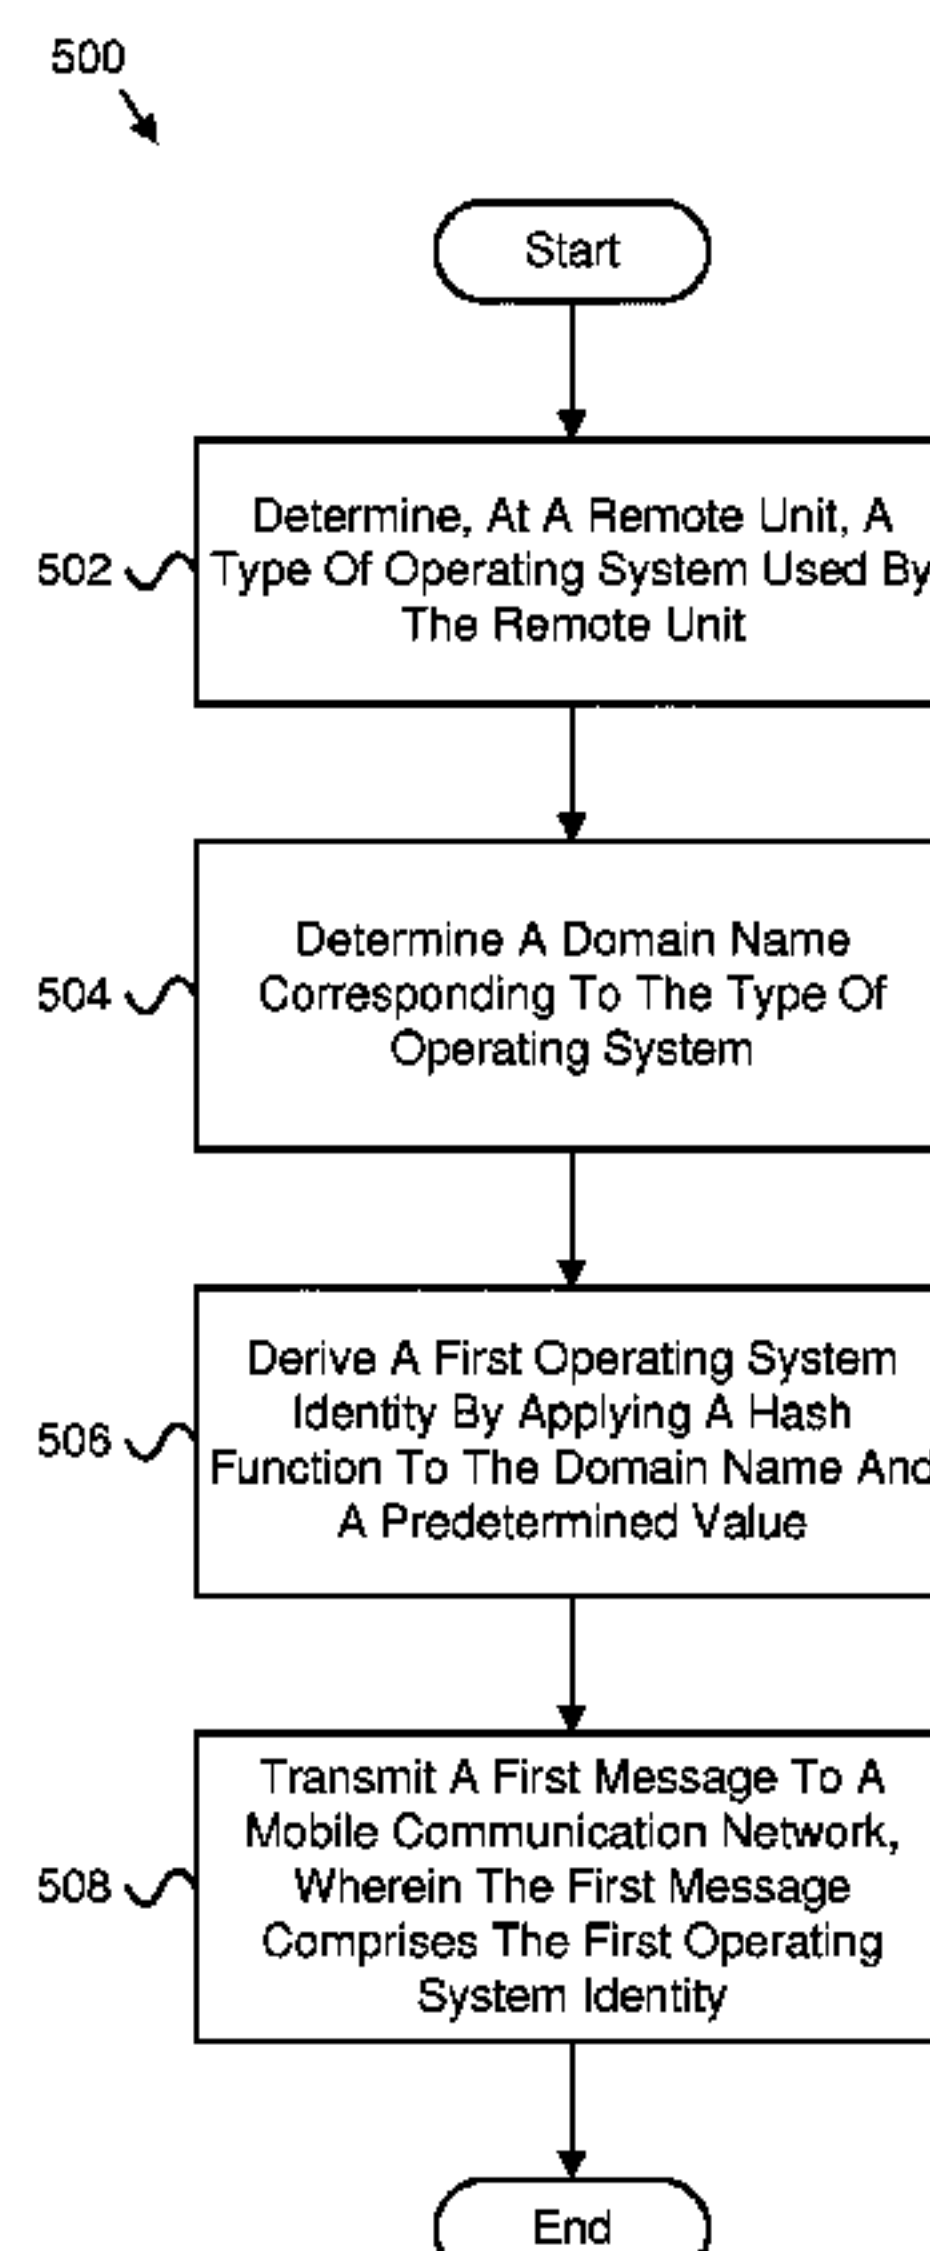 500
Start
Determine, At A Remote Unit, A
502
Type Of Operating System Used By
The Remote Unit
Determine A Domain Name
504
Corresponding To The Type Of
Operating System
Derive A First Operating System
Identity By Applying A Hash
506
Function To The Domain Name And
A Predetermined Value
Transmit A First Message To A
Mobile Communication Network,
508
Wherein The First Message
Comprises The First Operating
System Identity
End